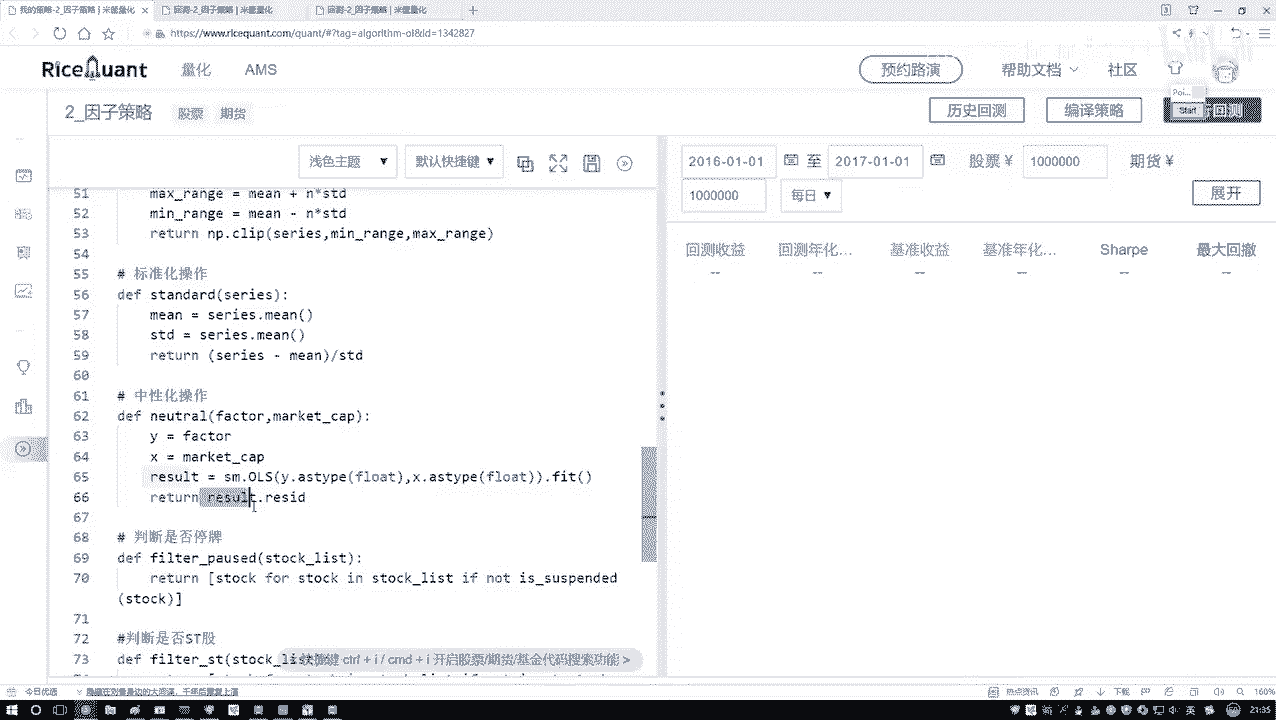 我的策略-2_因子策略 | 米筐量化
回测-2_因子策略 | 米筐量化
回测-2_因子策略 | 米筐量化
https://www.ricequant.com/quant/#?tag=algorithm-ol&id=1342827
RiceQuant 量化 AMS 预约路演 帮助文档 社区
2_因子策略 股票 期货 历史回测 编译策略
Start
浅色主题 默认快捷键
2016-01-01 至 2017-01-01 股票 ¥ 1000000 期货 ¥
1000000 每日 展开
回测收益 回测年化... 基准收益 基准年化... Sharpe 最大回撤
51 max_range = mean + n*std
52 min_range = mean - n*std
53 return np.clip(series,min_range,max_range)
54
55 # 标准化操作
56 def standard(series):
57 mean = series.mean()
58 std = series.mean()
59 return (series - mean)/std
60
61 # 中性化操作
62 def neutral(factor,market_cap):
63 y = factor
64 x = market_cap
65 result = sm.OLS(y.astype(float),x.astype(float)).fit()
66 return result.resid
67
68 # 判断是否停牌
69 def filter_paused(stock_list):
70 return [stock for stock in stock_list if not is_suspended
(stock)]
71
72 #判断是否ST股
73 def filter_st(stock_list
ctrl + i / cmd + i 开启股票/期货/基金代码搜索功能 >
今日优选
热点资讯 下载 160%
21:35